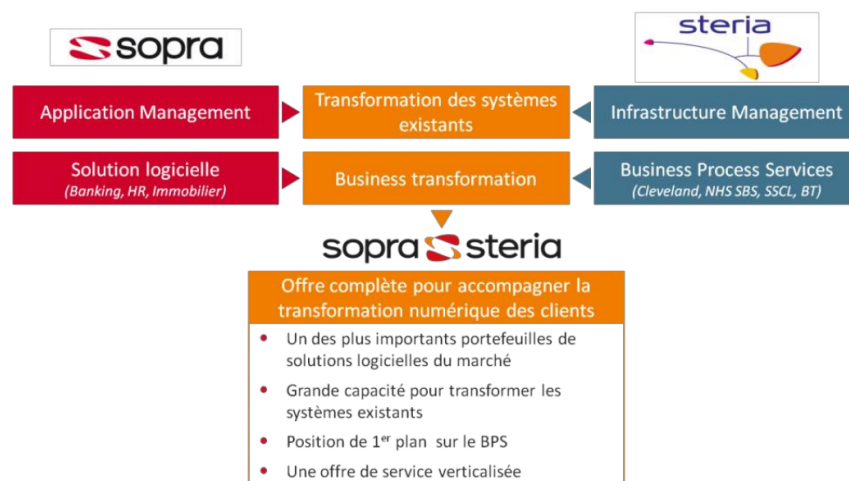 sopra
steria
Application Management
Transformation des systèmes
existants
Infrastructure Management
Solution logicielle
(Banking, HR, Immobilier)
Business transformation
Business Process Services
(Cleveland, NHS SBS, SSCL, BT)
sopra steria
Offre complète pour accompagner la
transformation numérique des clients
• Un des plus importants portefeuilles de
solutions logicielles du marché
• Grande capacité pour transformer les
systèmes existants
• Position de 1er plan sur le BPS
• Une offre de service verticalisée